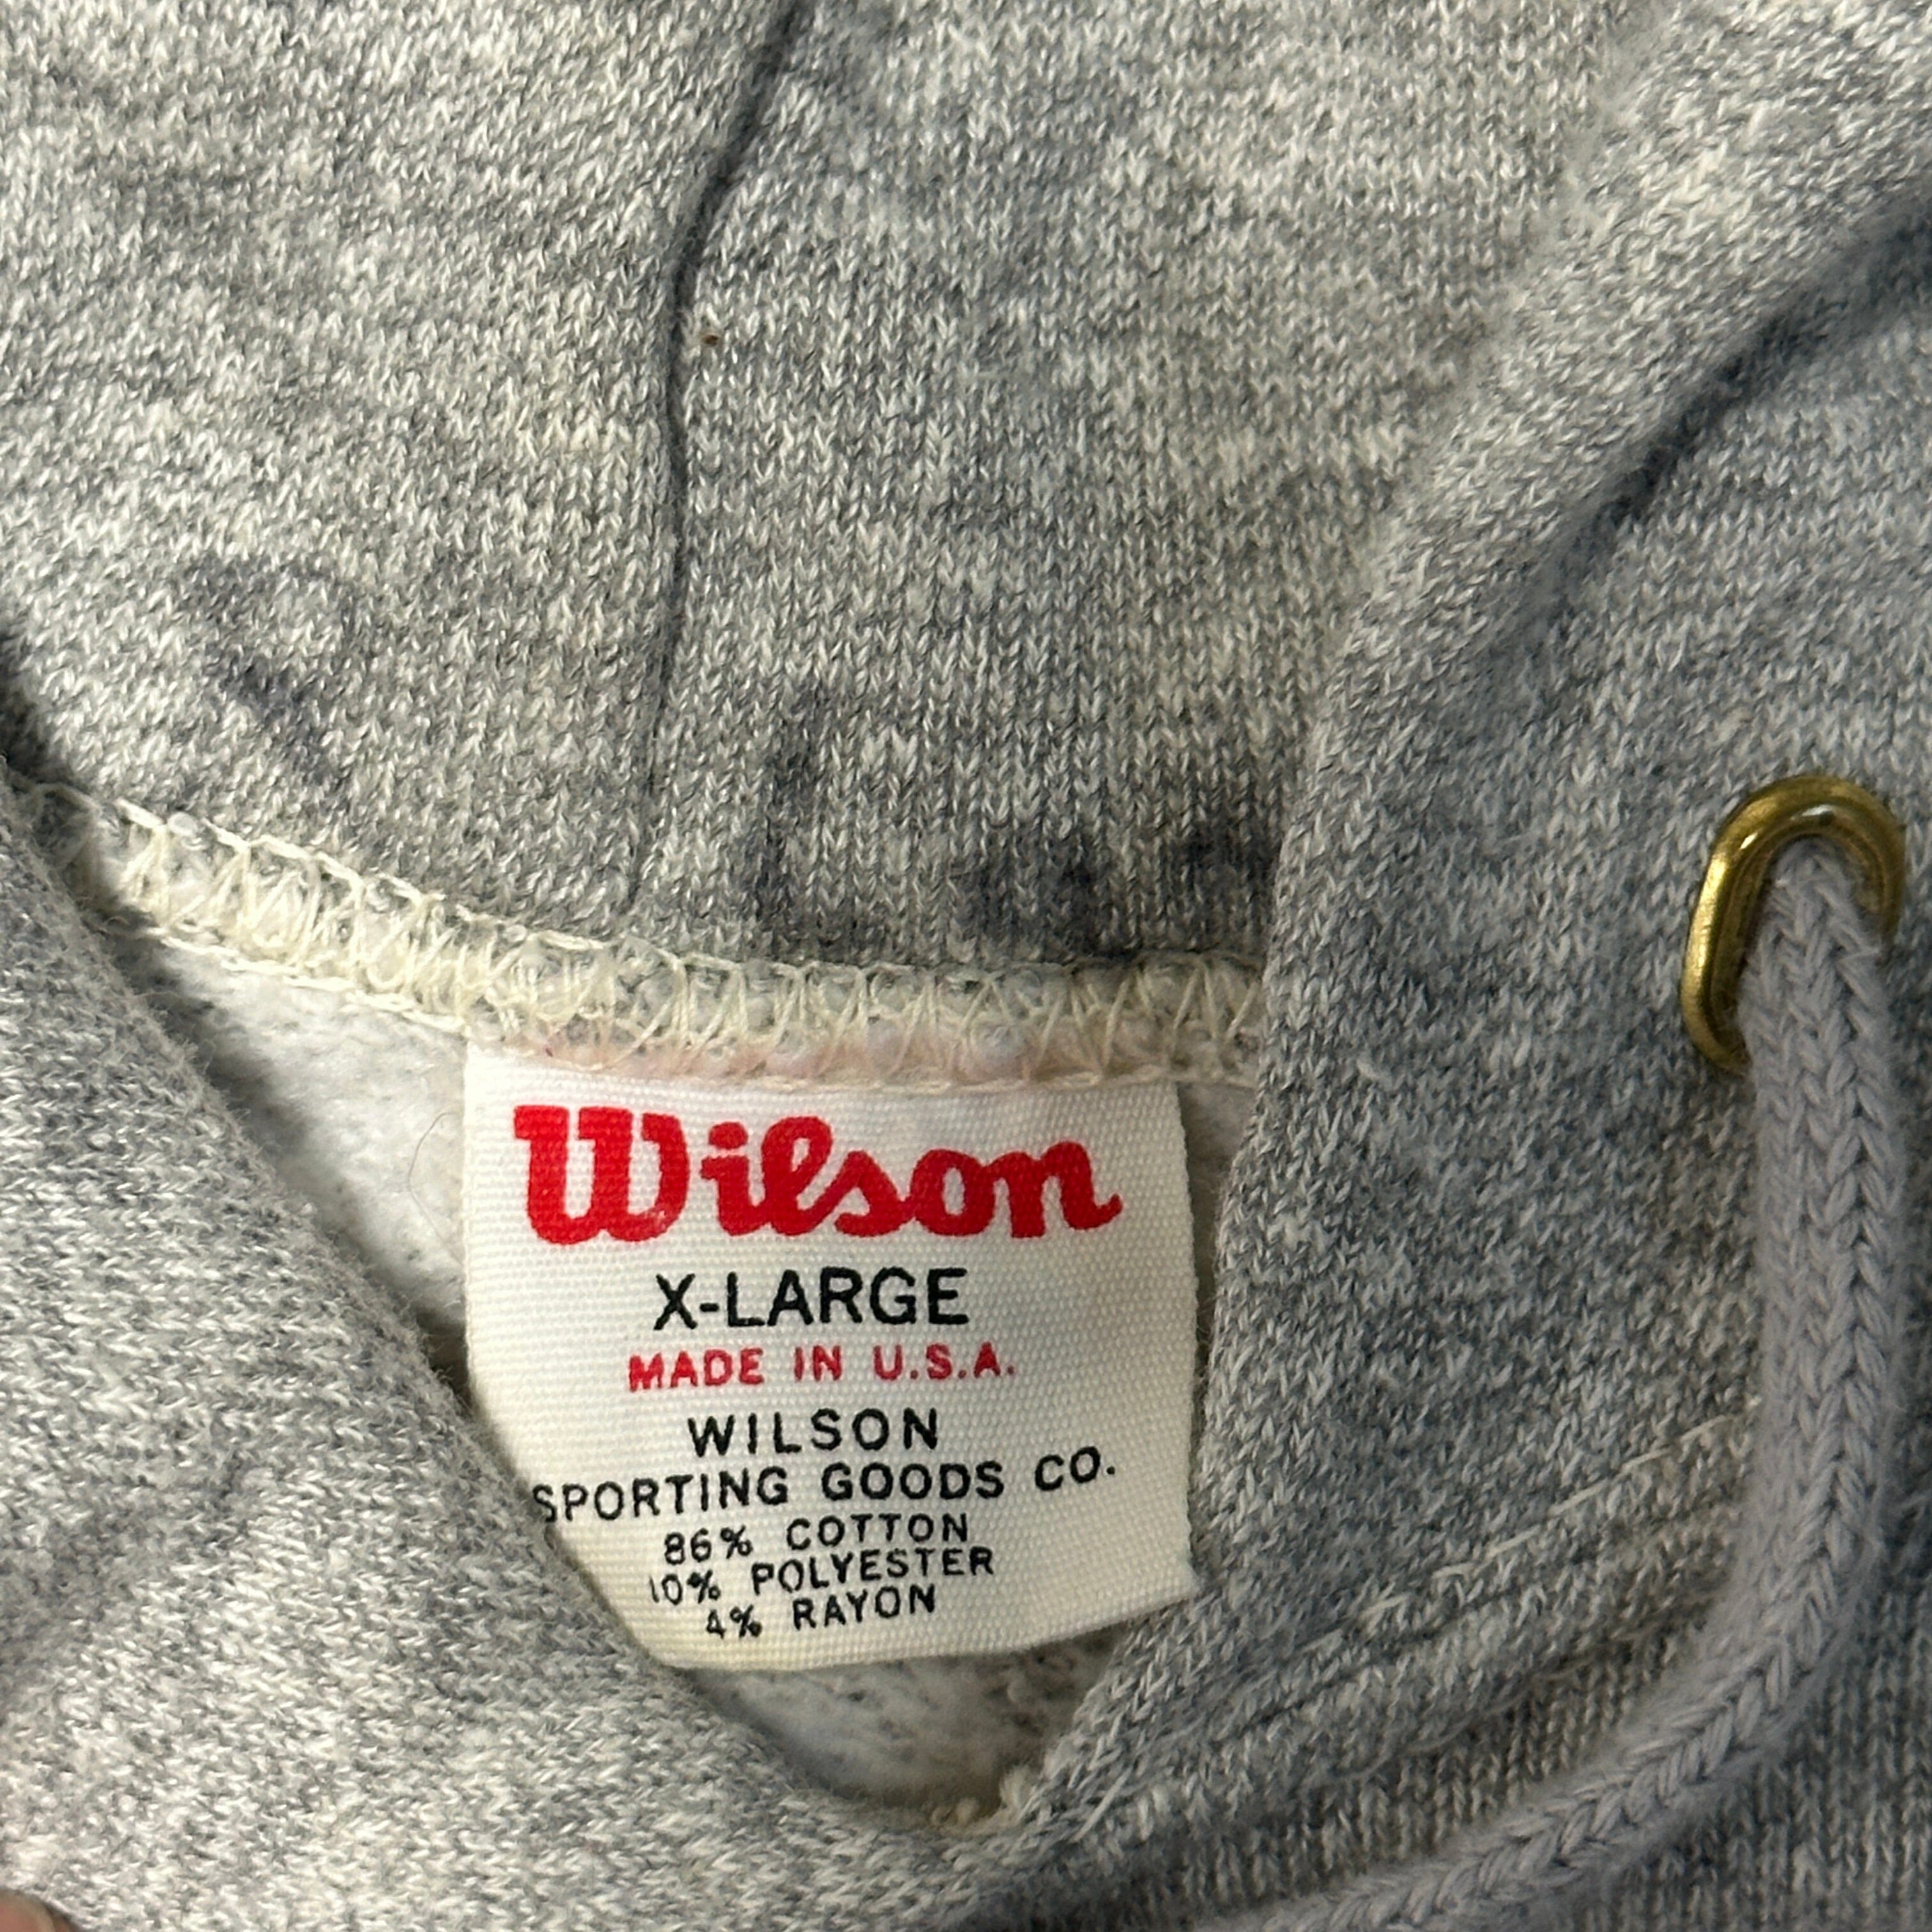 Wilson
X-LARGE
MADE IN U.S.A.
WILSON
SPORTING GOODS CO.
86% COTTON
10% POLYESTER
4% RAYON